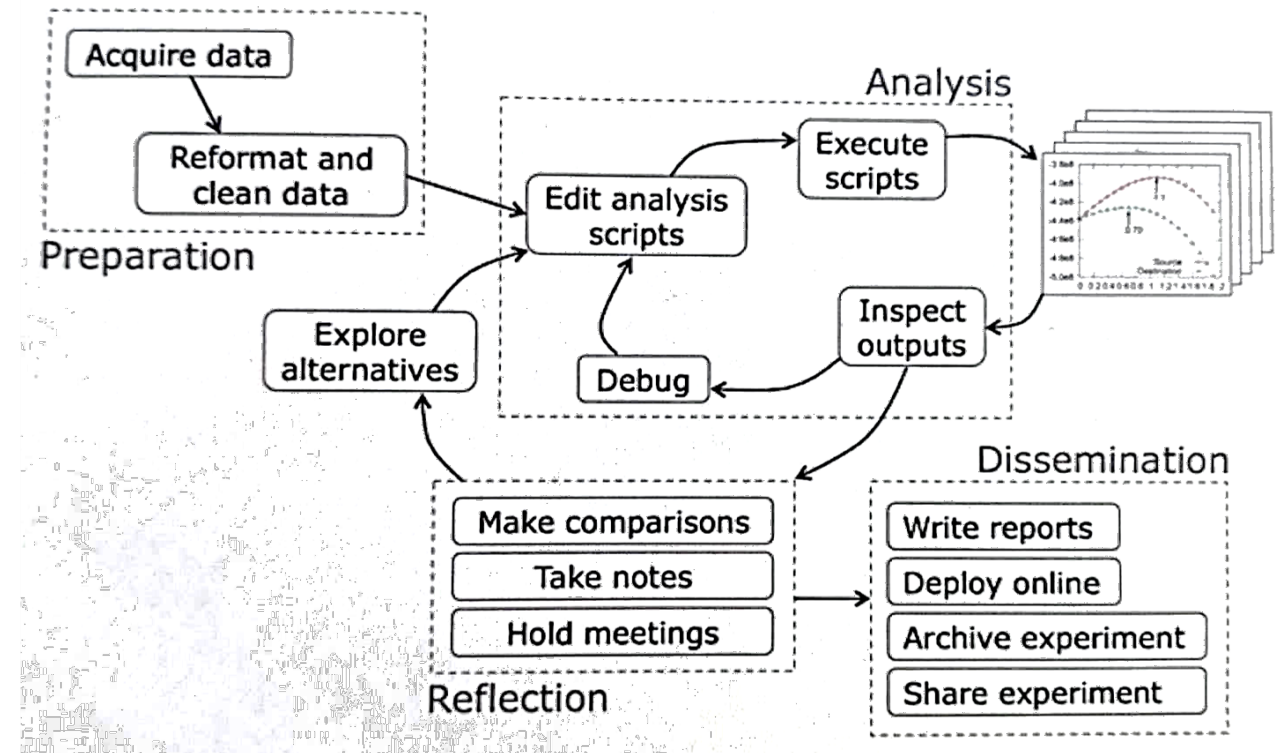 Acquire data
Reformat and
clean data
Preparation
Analysis
Edit analysis
scripts
Execute
scripts
Inspect
outputs
Debug
Explore
alternatives
Make comparisons
Take notes
Hold meetings
Reflection
Dissemination
Write reports
Deploy online
Archive experiment
Share experiment
Source
Destination